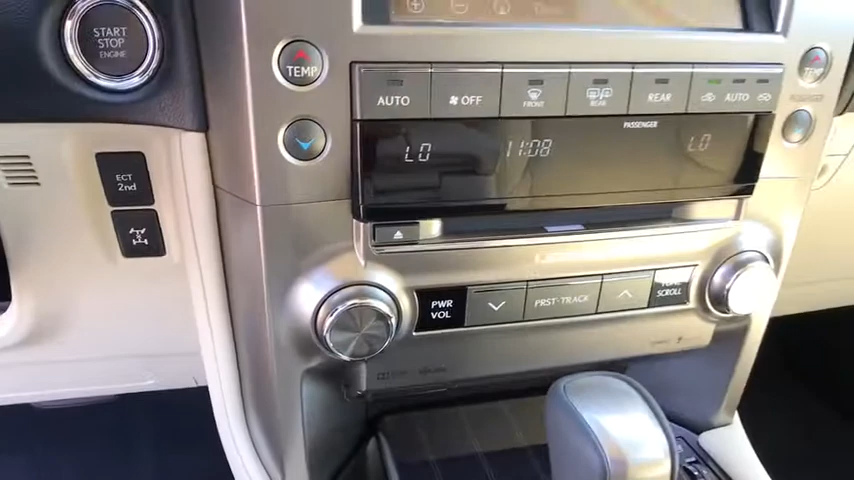 START
STOP
ENGINE
TEMP
AUTO
OFF
FRONT
REAR
REAR
AUTO
PASSENGER
LO
11:08
LO
ECT
2nd
PWR
VOL
PRST·TRACK
TUNE
SCROLL